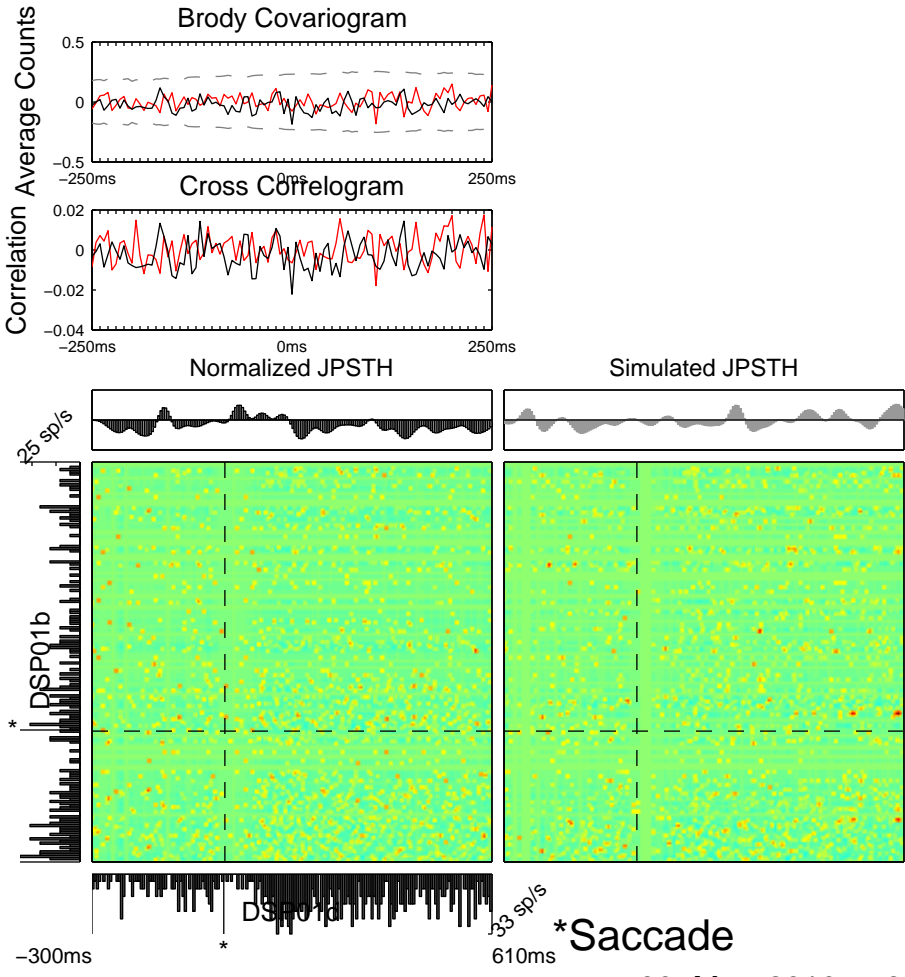 Brody Covariogram
Average Counts
0.5
0
−0.5
−250ms
0ms
250ms
Cross Correlogram
Correlation
0.02
0
−0.02
−0.04
−250ms
0ms
250ms
Normalized JPSTH
Simulated JPSTH
25 sp/s
DSP01b
*
DSP01d
33 sp/s
*
−300ms
610ms
*Saccade